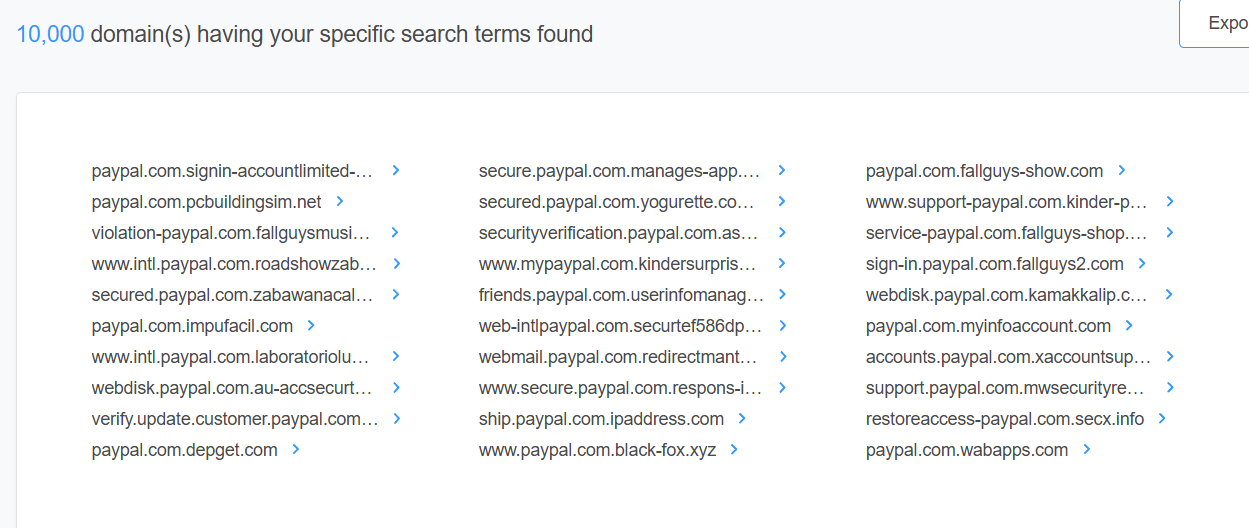 10,000 domain(s) having your specific search terms found
Expo
paypal.com.signin-accountlimited-...
paypal.com.pcbuildingsim.net
violation-paypal.com.fallguysmusi...
www.intl.paypal.com.roadshowzab...
secured.paypal.com.zabawanacal...
paypal.com.impufacil.com
www.intl.paypal.com.laboratoriolu...
webdisk.paypal.com.au-accsecurt...
verify.update.customer.paypal.com...
paypal.com.depget.com
secure.paypal.com.manages-app....
secured.paypal.com.yogurette.co...
securityverification.paypal.com.as...
www.mypaypal.com.kindersurpris...
friends.paypal.com.userinfomanag...
web-intlpaypal.com.securtef586dp...
webmail.paypal.com.redirectmant...
www.secure.paypal.com.respons-i...
ship.paypal.com.ipaddress.com
www.paypal.com.black-fox.xyz
paypal.com.fallguys-show.com
www.support-paypal.com.kinder-p...
service-paypal.com.fallguys-shop....
sign-in.paypal.com.fallguys2.com
webdisk.paypal.com.kamakkalip.c...
paypal.com.myinfoaccount.com
accounts.paypal.com.xaccountsup...
support.paypal.com.mwsecurityre...
restoreaccess-paypal.com.secx.info
paypal.com.wabapps.com